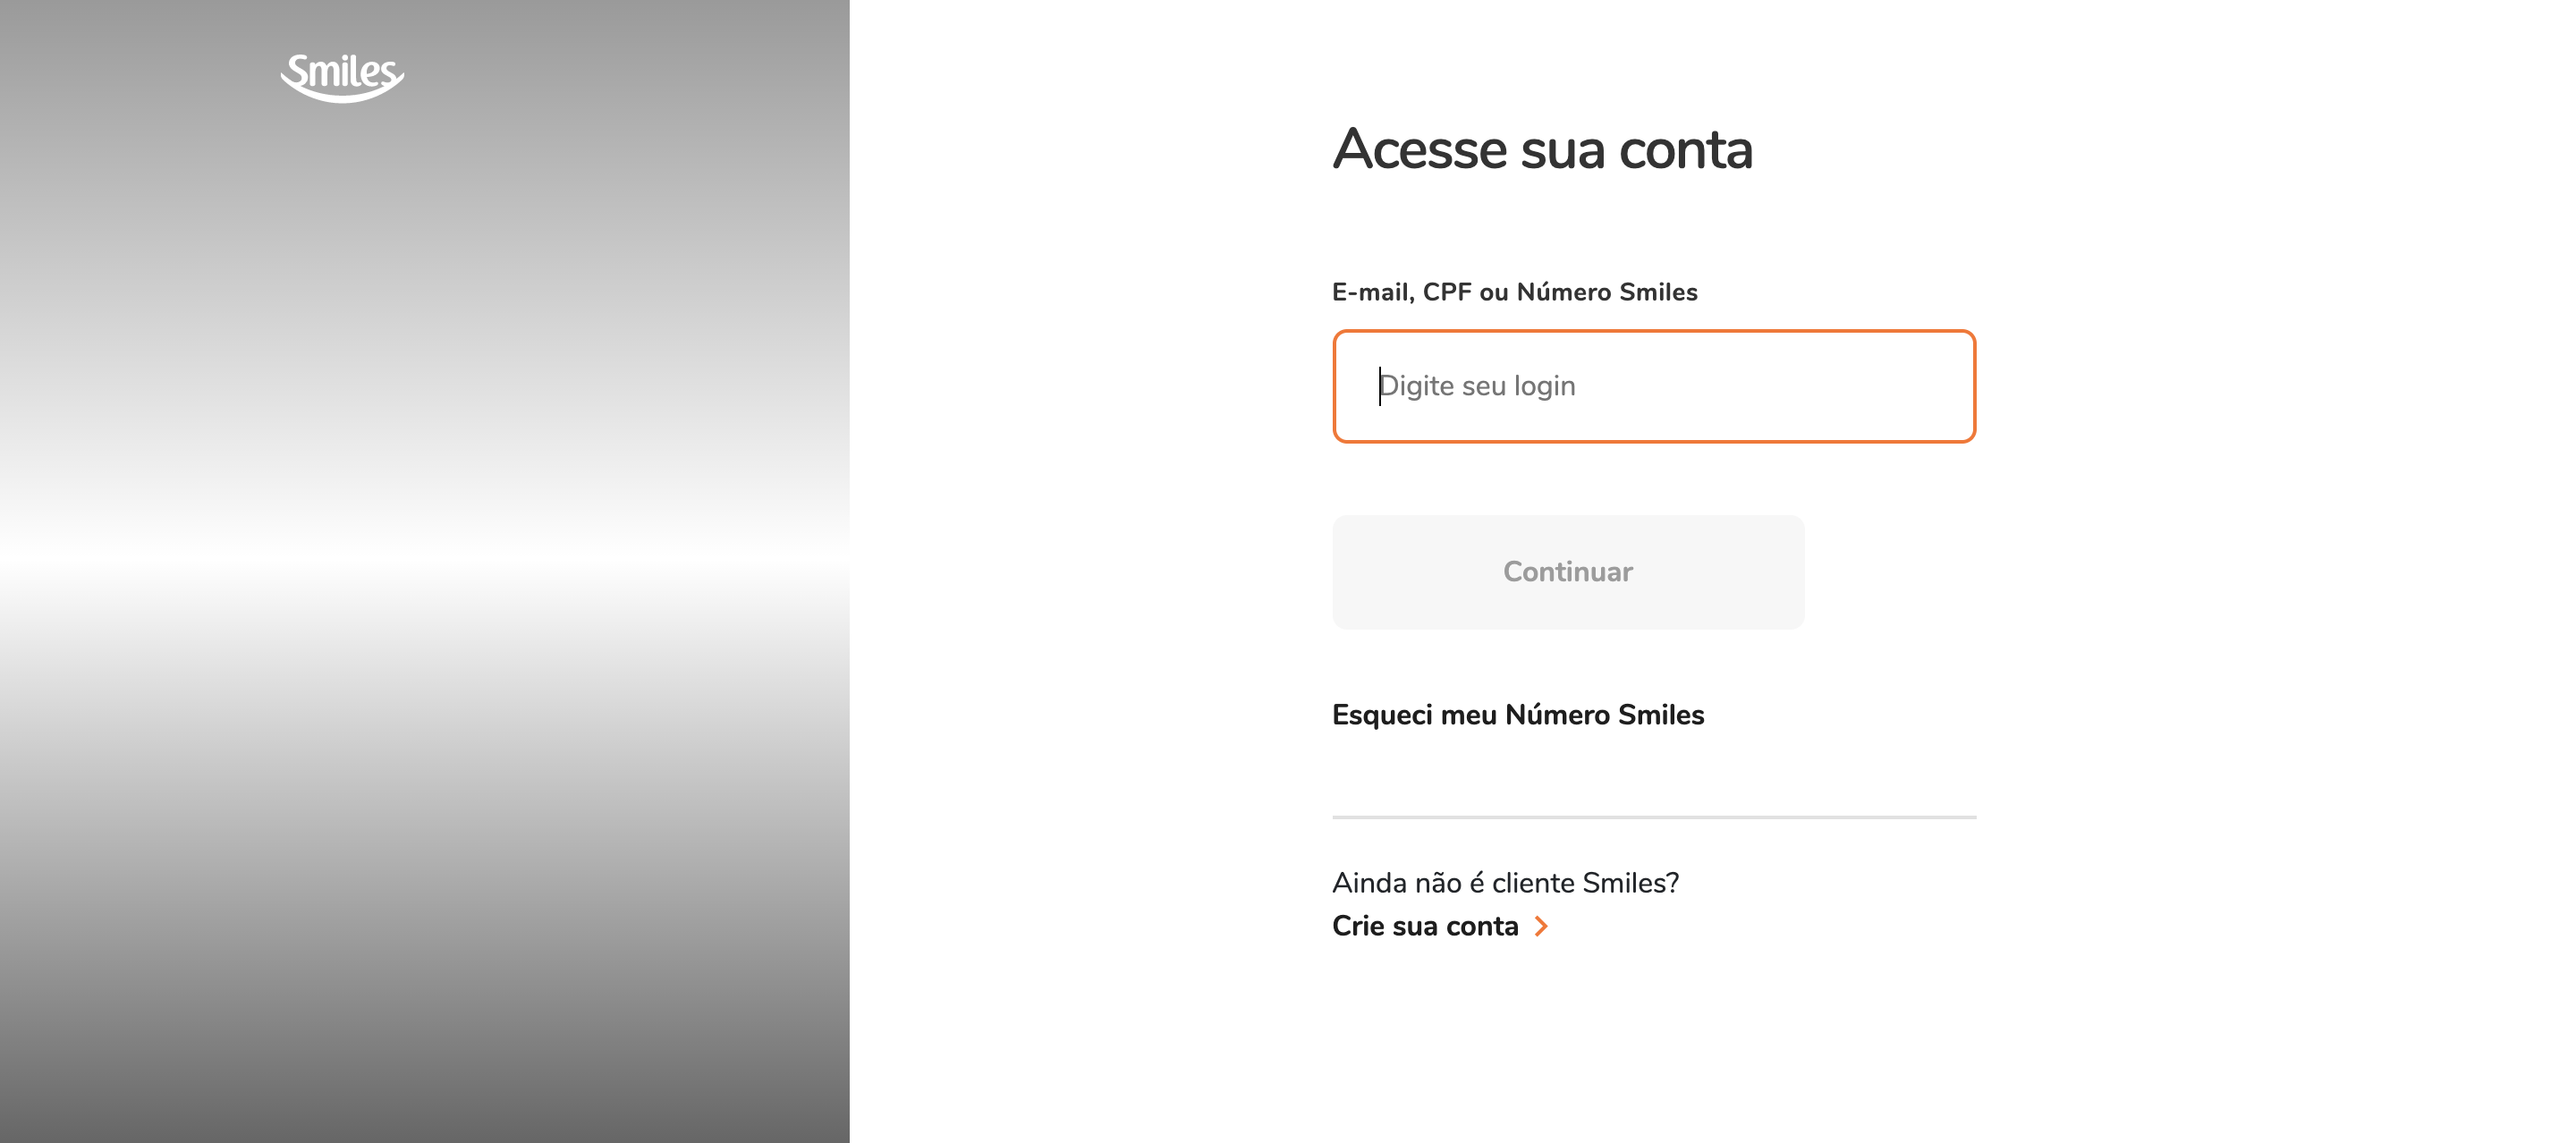 Smiles
Acesse sua conta
E-mail, CPF ou Número Smiles
Digite seu login
Continuar
Esqueci meu Número Smiles
Ainda não é cliente Smiles?
Crie sua conta